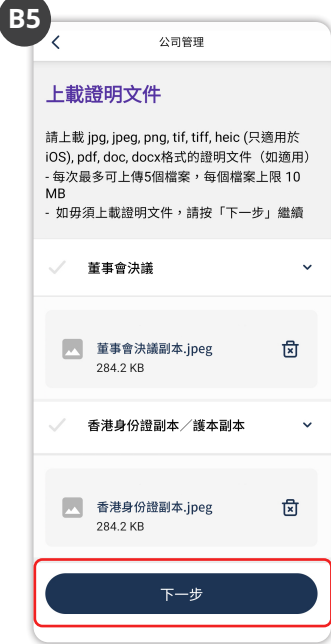 B5
公司管理
上載證明文件
請上載 jpg, jpeg, png, tif, tiff, heic (只適用於
iOS), pdf, doc, docx格式的證明文件（如適用）
- 每次最多可上傳5個檔案，每個檔案上限 10
MB
- 如毋須上載證明文件，請按「下一步」繼續
董事會決議
董事會決議副本.jpeg
284.2 KB
香港身份證副本／護本副本
香港身份證副本.jpeg
284.2 KB
下一步